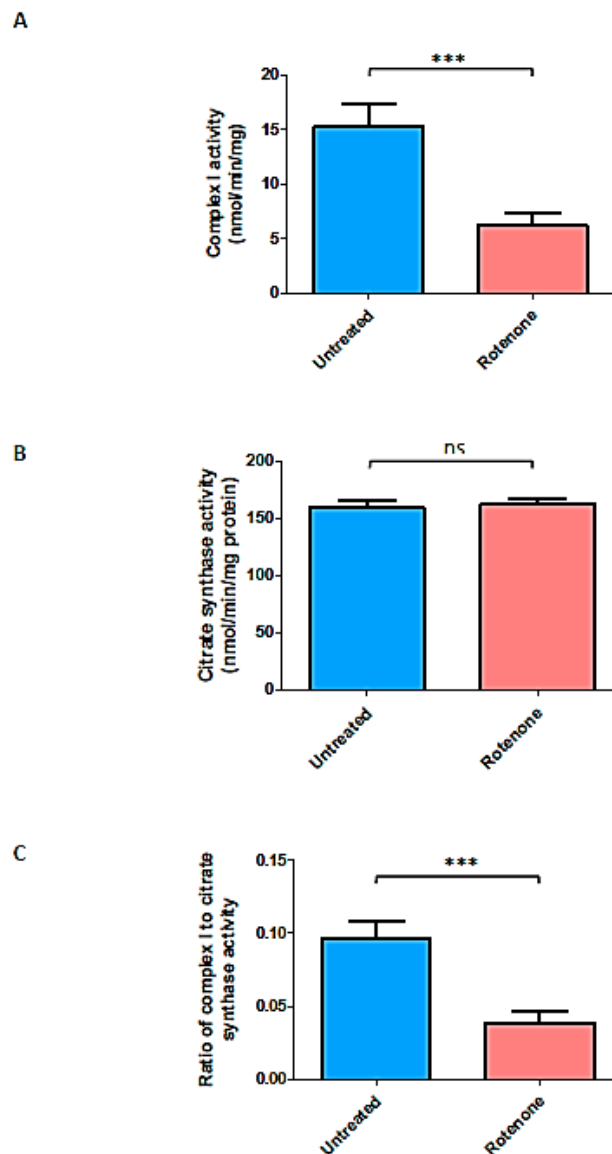 A
***
Complex I activity
(nmol/min/mg)
20
15
10
5
0
Untreated
Rotenone
B
ns
Citrate synthase activity
(nmol/min/mg protein)
200
150
100
50
0
Untreated
Rotenone
C
***
Ratio of complex I to citrate
synthase activity
0.15
0.10
0.05
0.00
Untreated
Rotenone